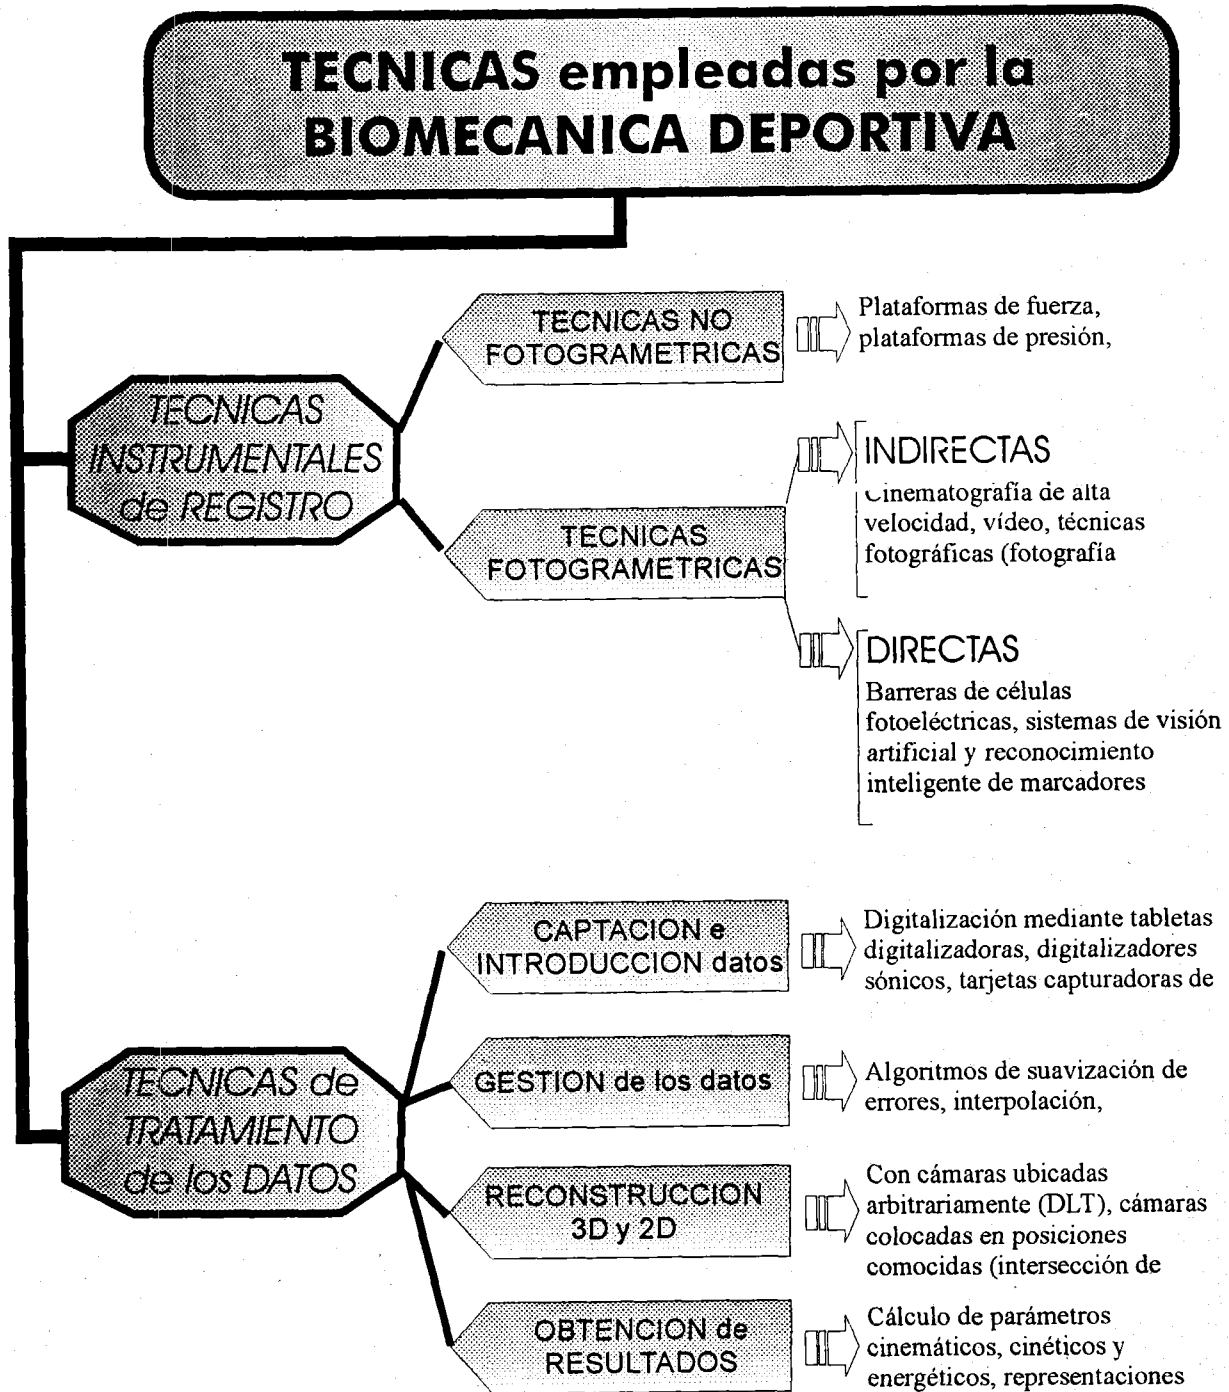 TECNICAS empleadas por la
BIOMECANICA DEPORTIVA
TECNICAS
INSTRUMENTALES
de REGISTRO
TECNICAS NO
FOTOGRAMETRICAS
Plataformas de fuerza,
plataformas de presión,
TECNICAS
FOTOGRAMETRICAS
INDIRECTAS
Cinematografía de alta
velocidad, vídeo, técnicas
fotográficas (fotografía
DIRECTAS
Barreras de células
fotoeléctricas, sistemas de visión
artificial y reconocimiento
inteligente de marcadores
TECNICAS de
TRATAMIENTO
de los DATOS
CAPTACION e
INTRODUCCION datos
Digitalización mediante tabletas
digitalizadoras, digitalizadores
sónicos, tarjetas capturadoras de
GESTION de los datos
Algoritmos de suavización de
errores, interpolación,
RECONSTRUCCION
3D y 2D
Con cámaras ubicadas
arbitrariamente (DLT), cámaras
colocadas en posiciones
comocidas (intersección de
OBTENCION de
RESULTADOS
Cálculo de parámetros
cinemáticos, cinéticos y
energéticos, representaciones